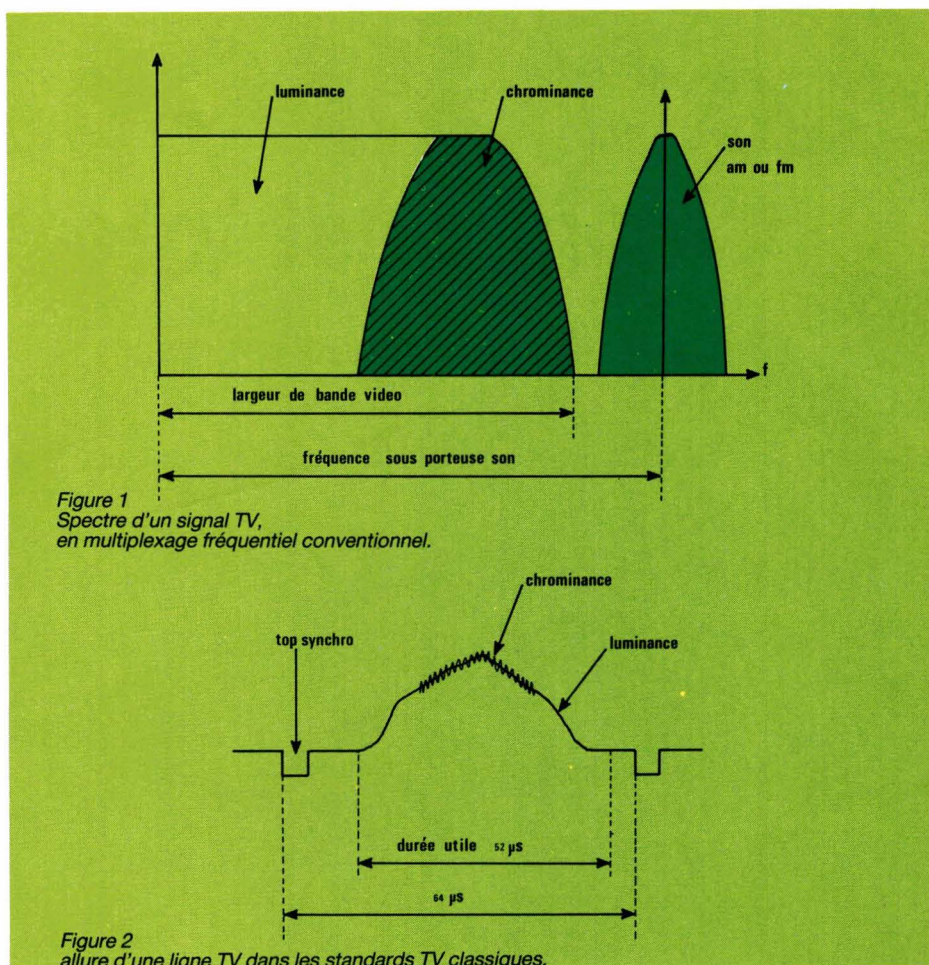 luminance
chrominance
son
am ou fm
f
largeur de bande video
fréquence sous porteuse son
Figure 1
Spectre d'un signal TV,
en multiplexage fréquentiel conventionnel.
chrominance
top synchro
luminance
durée utile 52 µs
64 µs
Figure 2
allure d'une ligne TV dans les standards TV classiques.